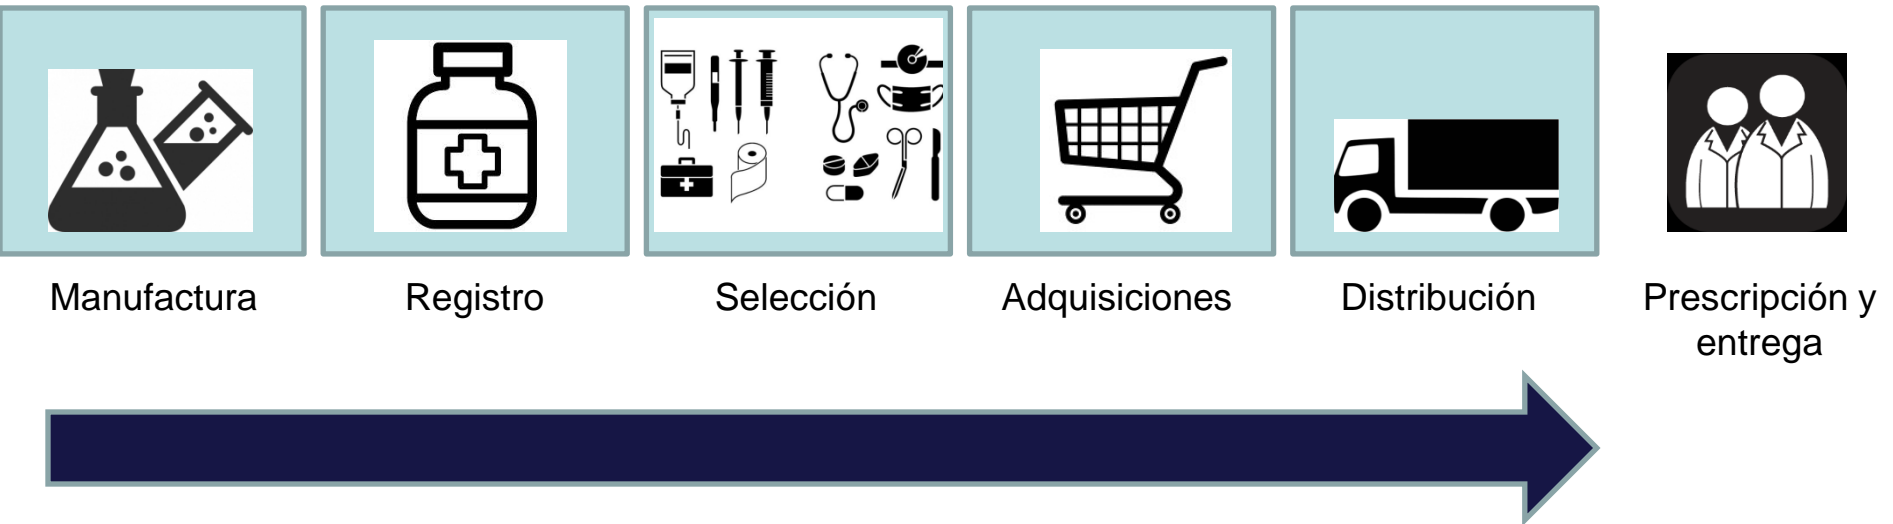 Manufactura
Registro
Selección
Adquisiciones
Distribución
Prescripción y
entrega